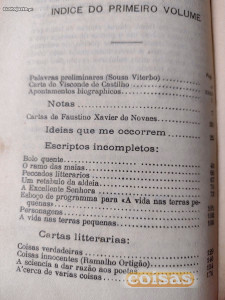 INDICE DO PRIMEIRO VOLUME
Palavras preliminares (Sousa Viterbo)
Carta do Visconde de Castilho
Apontamentos biographicos
Notas
Cartas de Faustino Xavier de Novaes
Ideias que me occorrem
Escriptos incompletos:
Bolo quente
O ramo das maias
Peccados litterarios
Um retabulo da aldeia
A Excellente Senhora
Esboço de programma para «A vida nas terras pe-
quenas»
Personagens
A vida nas terras pequenas
Cartas litterarias:
Coisas verdadeiras
Coisas innocentes (Ramalho Ortigão)
A sciencia a dar razão aos poetas
A'cerca de varias coisas
coisas